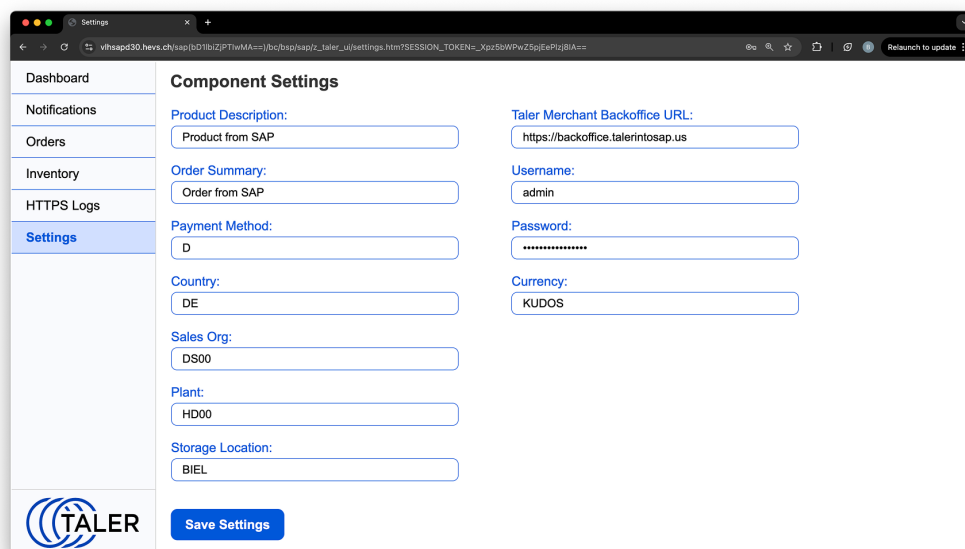 Settings
vlhsapd30.hevs.ch/sap(bD1lbiZjPTIwMA==)/bc/bsp/sap/z_taler_ui/settings.htm?SESSION_TOKEN=_Xpz5bWPwZ5pjEePlzj8lA==
B
Relaunch to update
Dashboard
Notifications
Orders
Inventory
HTTPS Logs
Settings
TALER
Component Settings
Product Description:
Product from SAP
Order Summary:
Order from SAP
Payment Method:
D
Country:
DE
Sales Org:
DS00
Plant:
HD00
Storage Location:
BIEL
Save Settings
Taler Merchant Backoffice URL:
https://backoffice.talerintosap.us
Username:
admin
Password:
••••••••••••••••
Currency:
KUDOS